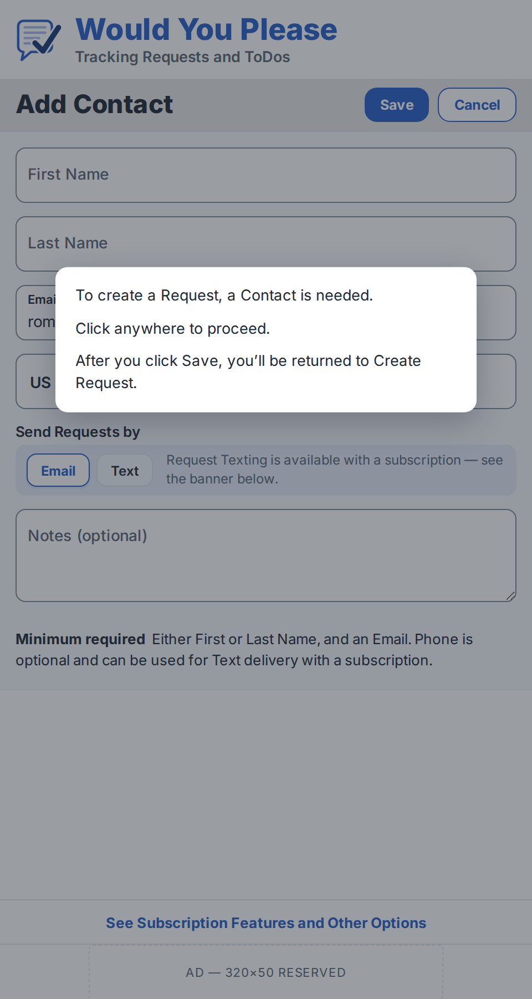 Would You Please
Tracking Requests and ToDos
Add Contact
Save
Cancel
First Name
Last Name
To create a Request, a Contact is needed.
Click anywhere to proceed.
After you click Save, you’ll be returned to Create
Request.
US
Send Requests by
Email
Text
Request Texting is available with a subscription — see
the banner below.
Notes (optional)
Minimum required Either First or Last Name, and an Email. Phone is
optional and can be used for Text delivery with a subscription.
See Subscription Features and Other Options
AD — 320×50 RESERVED